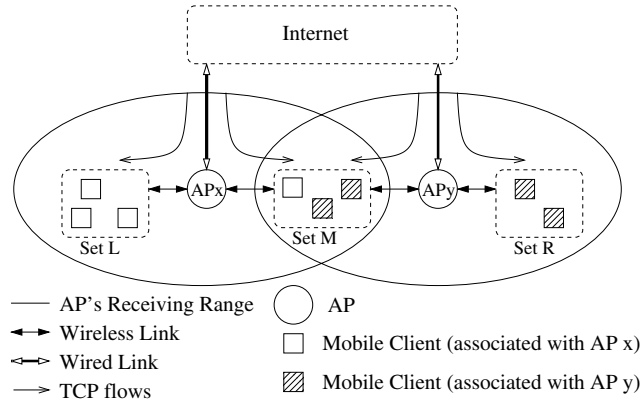 Internet
APx
APy
Set L
Set M
Set R
AP's Receiving Range
AP
Wireless Link
Mobile Client (associated with AP x)
Wired Link
Mobile Client (associated with AP y)
TCP flows